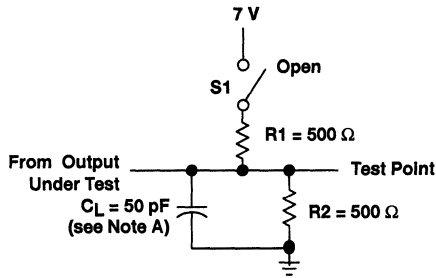 7 V
Open
S1
R1 = 500 Ω
From Output
Under Test
Test Point
CL = 50 pF
(see Note A)
R2 = 500 Ω